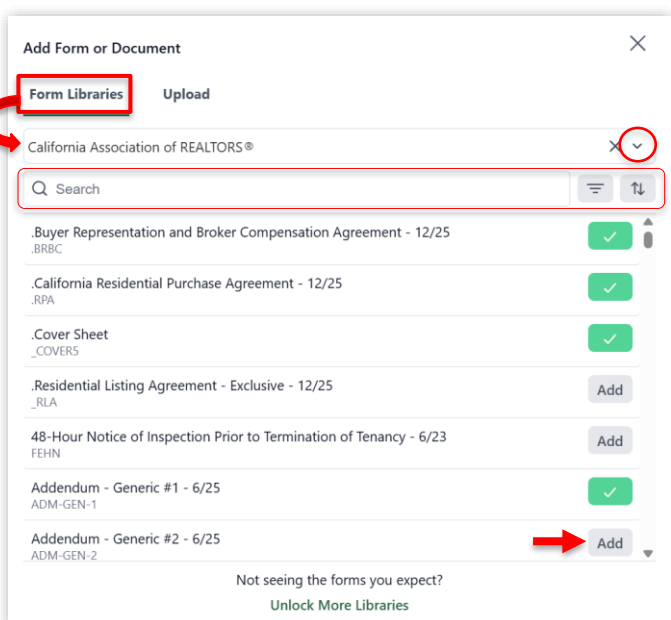 Add Form or Document
Form Libraries Upload
California Association of REALTORS®
Search
.Buyer Representation and Broker Compensation Agreement - 12/25
.BRBC
.California Residential Purchase Agreement - 12/25
.RPA
.Cover Sheet
_COVERS
.Residential Listing Agreement - Exclusive - 12/25
_RLA
Add
48-Hour Notice of Inspection Prior to Termination of Tenancy - 6/23
FEHN
Add
Addendum - Generic #1 - 6/25
ADM-GEN-1
Addendum - Generic #2 - 6/25
ADM-GEN-2
Add
Not seeing the forms you expect?
Unlock More Libraries